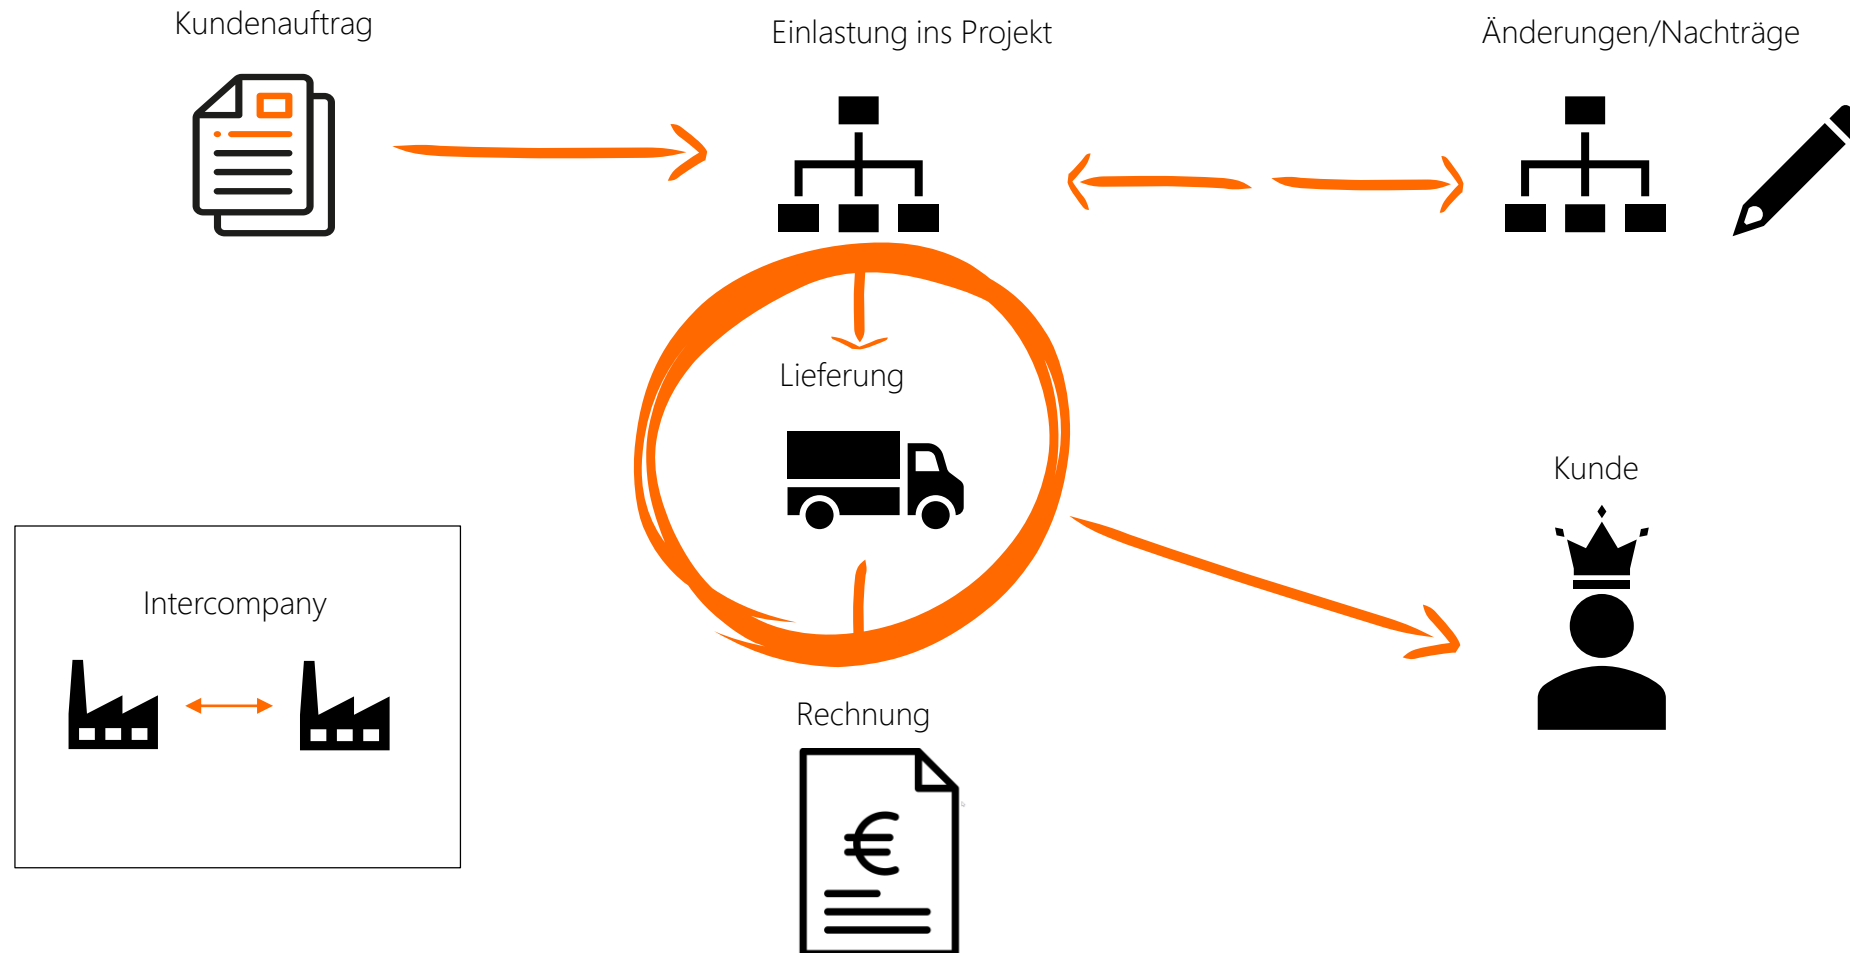 Kundenauftrag
Einlastung ins Projekt
Änderungen/Nachträge
Lieferung
Kunde
Intercompany
Rechnung
€